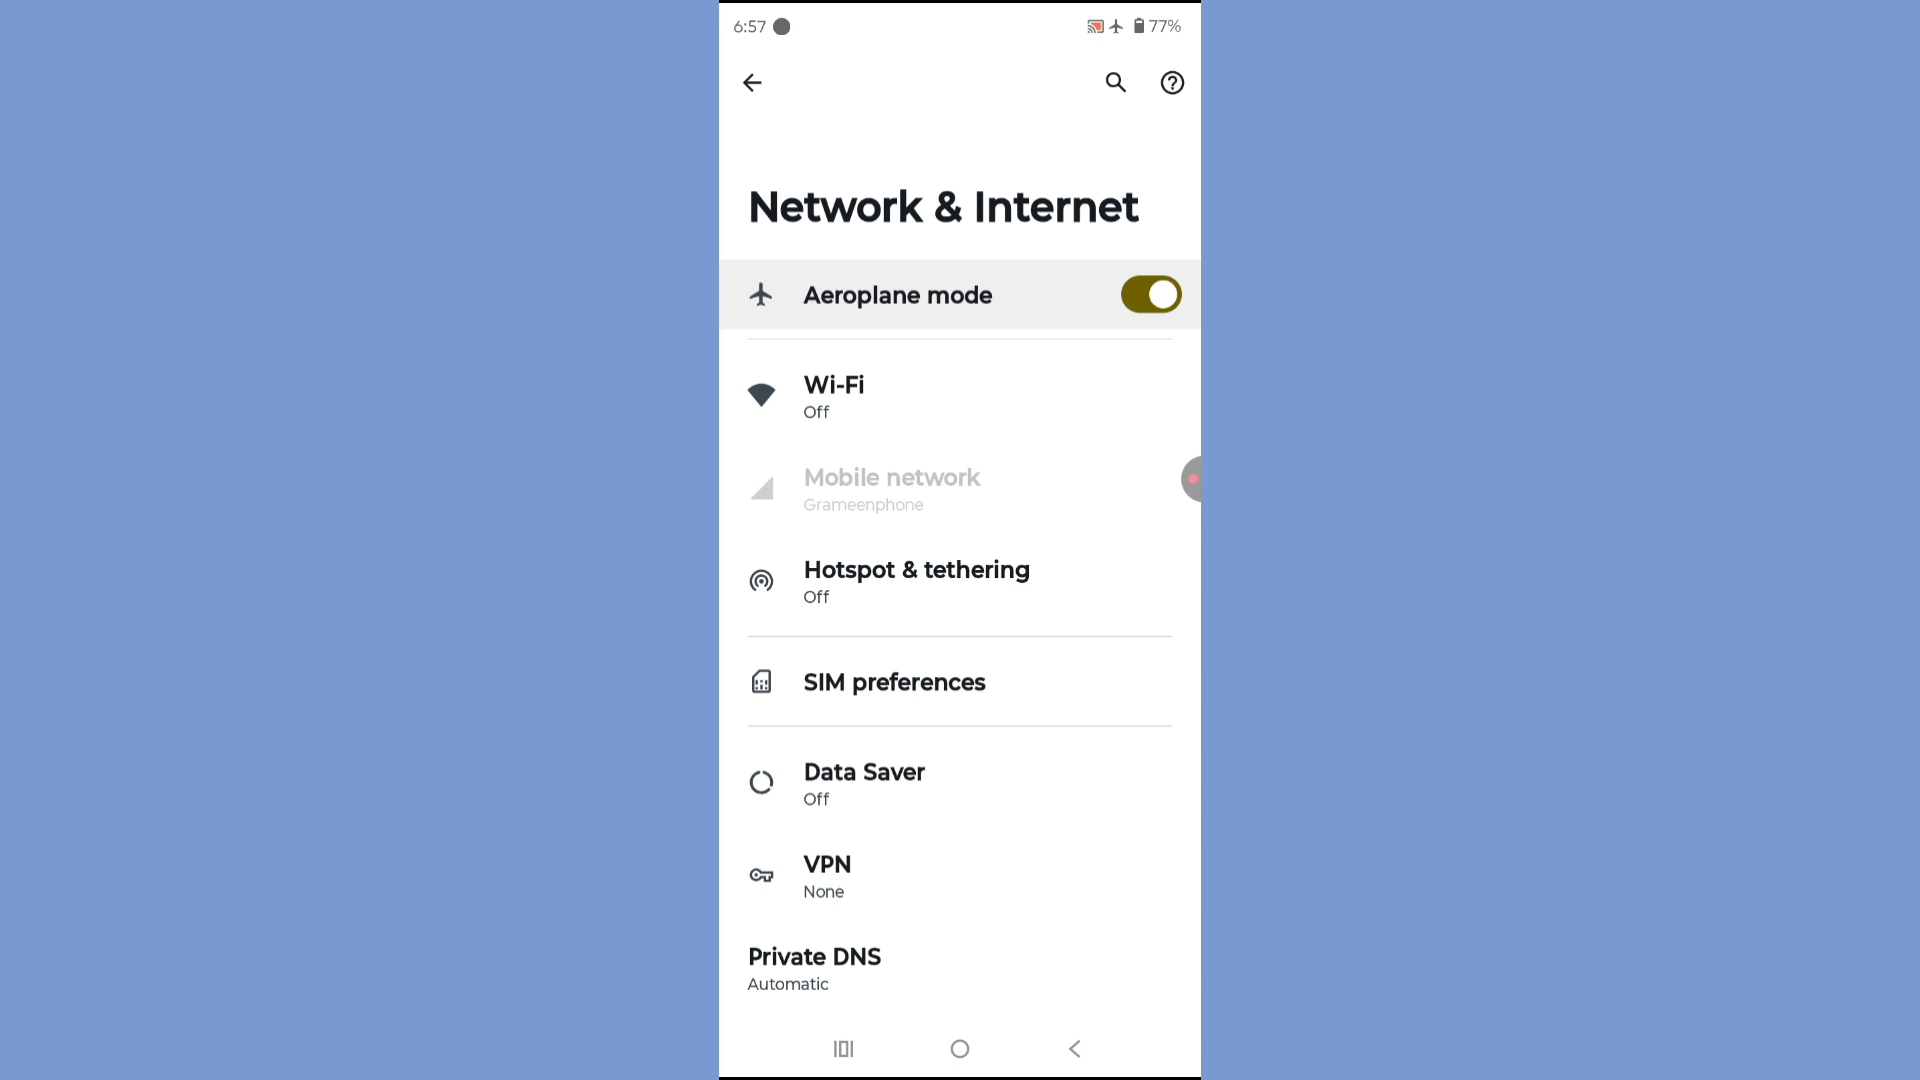 6:57 77%
Network & Internet
Aeroplane mode
Wi-Fi
Off
Mobile network
Grameenphone
Hotspot & tethering
Off
SIM preferences
Data Saver
Off
VPN
None
Private DNS
Automatic